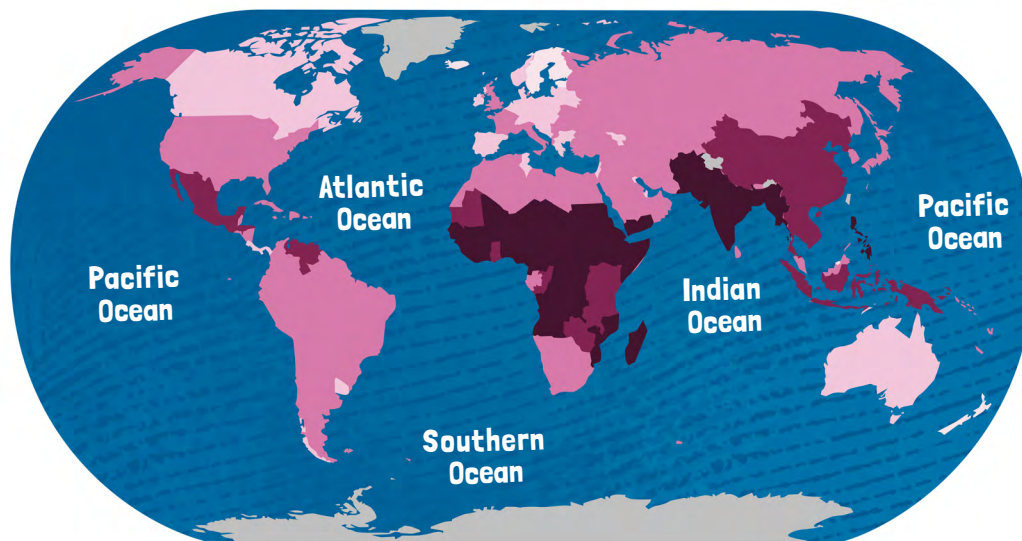 Atlantic
Ocean
Pacific
Ocean
Pacific
Ocean
Indian
Ocean
Southern
Ocean